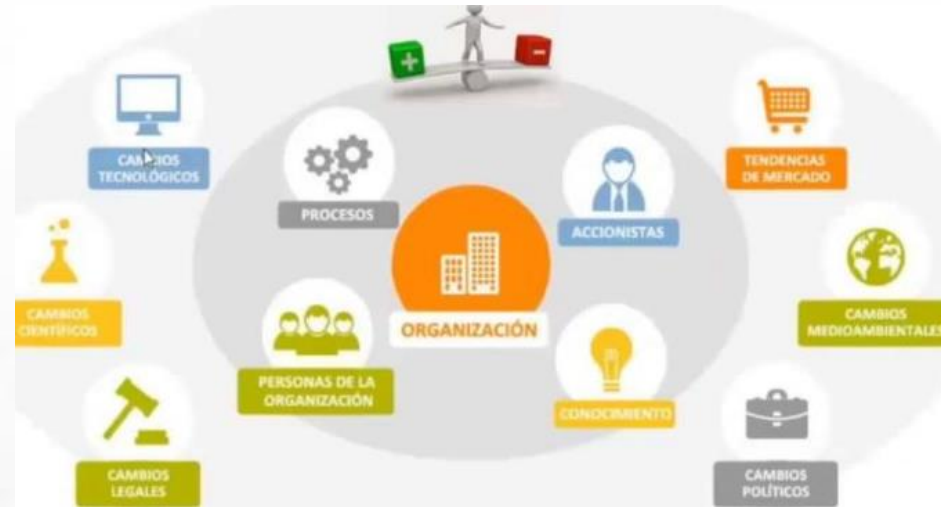 CAMBIOS
TECNOLÓGICOS
PROCESOS
ACCIONISTAS
TENDENCIAS
DE MERCADO
CAMBIOS
CIENTÍFICOS
ORGANIZACIÓN
CAMBIOS
MEDIOAMBIENTALES
PERSONAS DE LA
ORGANIZACIÓN
CONOCIMIENTO
CAMBIOS
LEGALES
CAMBIOS
POLÍTICOS